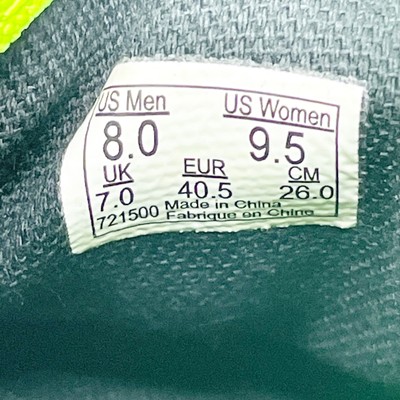 US Men US Women
8.0 9.5
UK EUR CM
7.0 40.5 26.0
721500 Made in China
Fabrique en Chine